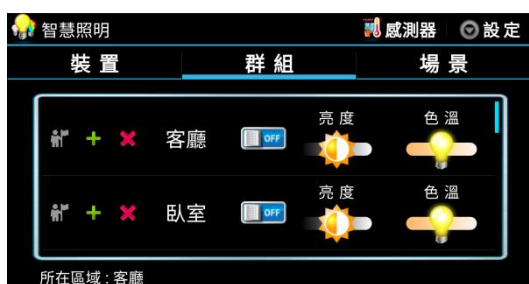 智慧照明 感測器 設定
裝置 群組 場景
亮度 色溫
客廳 OFF
亮度 色溫
臥室 OFF
所在區域 : 客廳